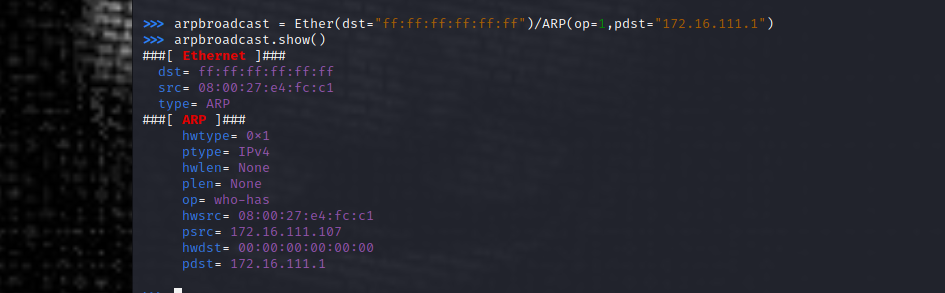 >>> arpbroadcast = Ether(dst="ff:ff:ff:ff:ff:ff")/ARP(op=1,pdst="172.16.111.1")
>>> arpbroadcast.show()
###[ Ethernet ]###
  dst= ff:ff:ff:ff:ff:ff
  src= 08:00:27:e4:fc:c1
  type= ARP
###[ ARP ]###
     hwtype= 0×1
     ptype= IPv4
     hwlen= None
     plen= None
     op= who-has
     hwsrc= 08:00:27:e4:fc:c1
     psrc= 172.16.111.107
     hwdst= 00:00:00:00:00:00
     pdst= 172.16.111.1
>>>